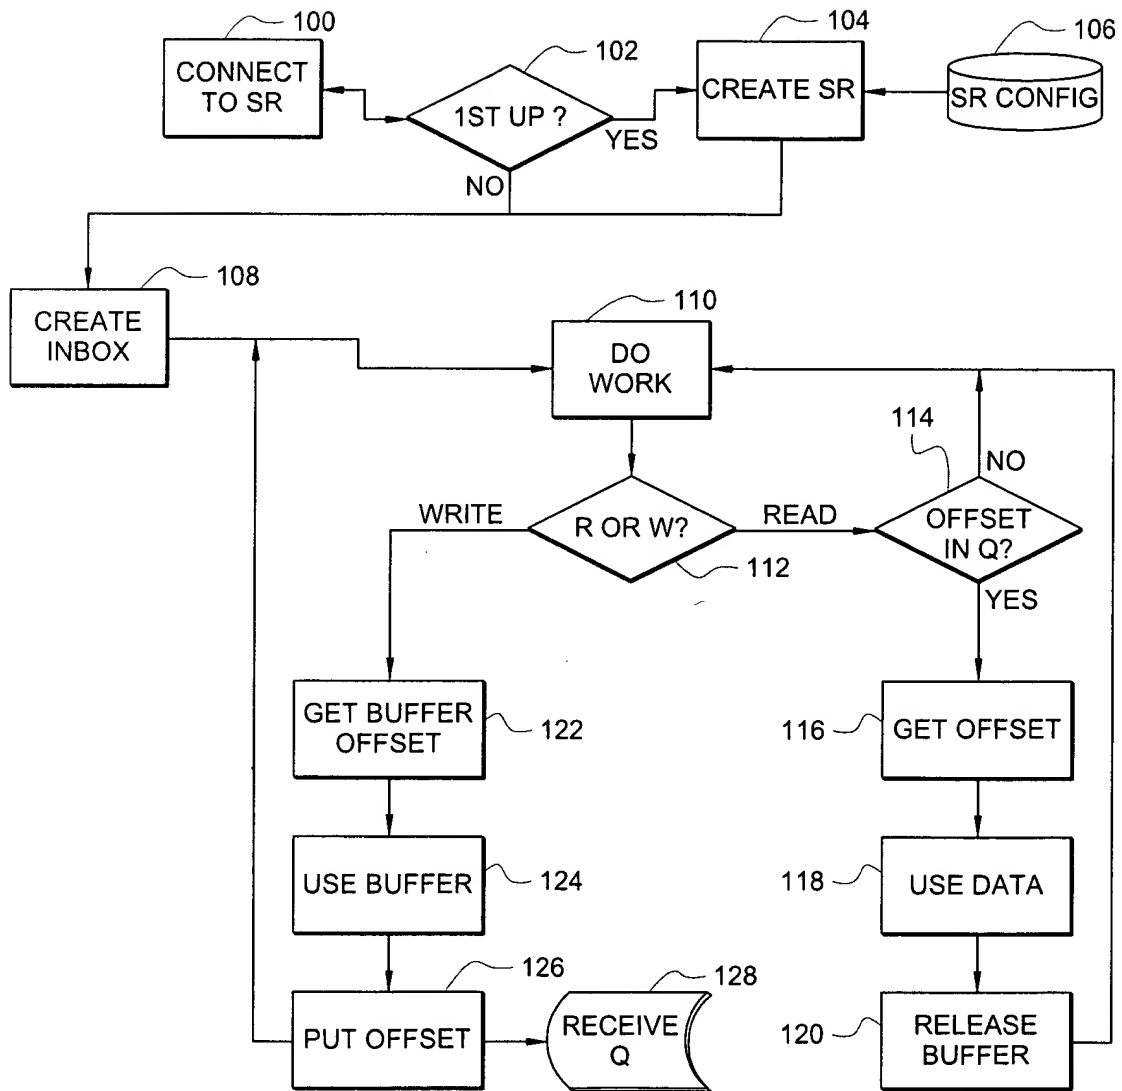 100
102
104
106
CONNECT
TO SR
1ST UP ?
YES
NO
CREATE SR
SR CONFIG
108
CREATE
INBOX
110
DO
WORK
WRITE
R OR W?
READ
112
114
NO
OFFSET
IN Q?
YES
GET BUFFER
OFFSET
122
116
GET OFFSET
USE BUFFER
124
118
USE DATA
126
PUT OFFSET
128
RECEIVE
Q
120
RELEASE
BUFFER